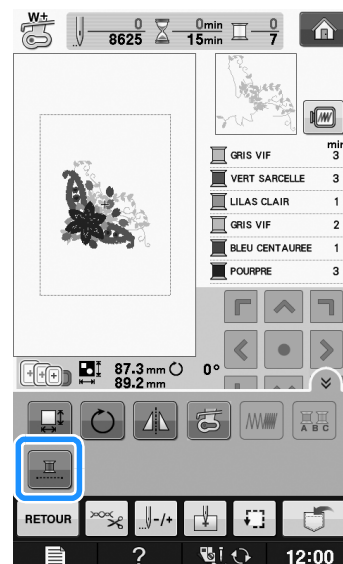 W+
0 0min 0
8625 15min 7
min
GRIS VIF 3
VERT SARCELLE 3
LILAS CLAIR 1
GRIS VIF 2
BLEU CENTAUREE 1
POURPRE 3
87.3 mm 0°
89.2 mm
A B C
RETOUR -/+
? 12:00